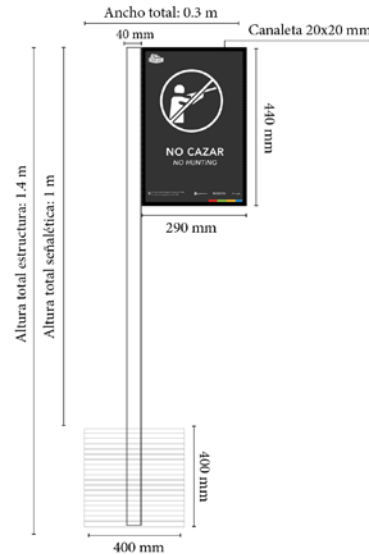 Ancho total: 0.3 m
40 mm
Canaleta 20x20 mm
NO CAZAR
NO HUNTING
440 mm
290 mm
Altura total estructura: 1.4 m
Altura total señalética: 1 m
400 mm
400 mm